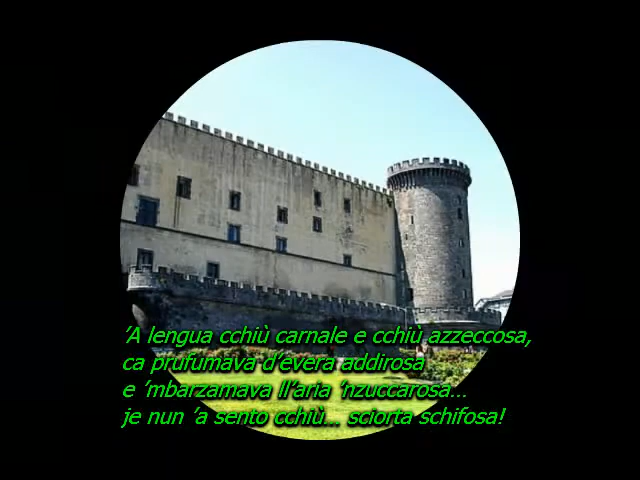 ‘A lengua cchiù carnale e cchiù azzeccosa,
ca prufumava d’evera addirosa
e ‘mbarzamava ll’aria ‘nzuccarosa...
je nun ‘a sento cchiù... sciorta schifosa!